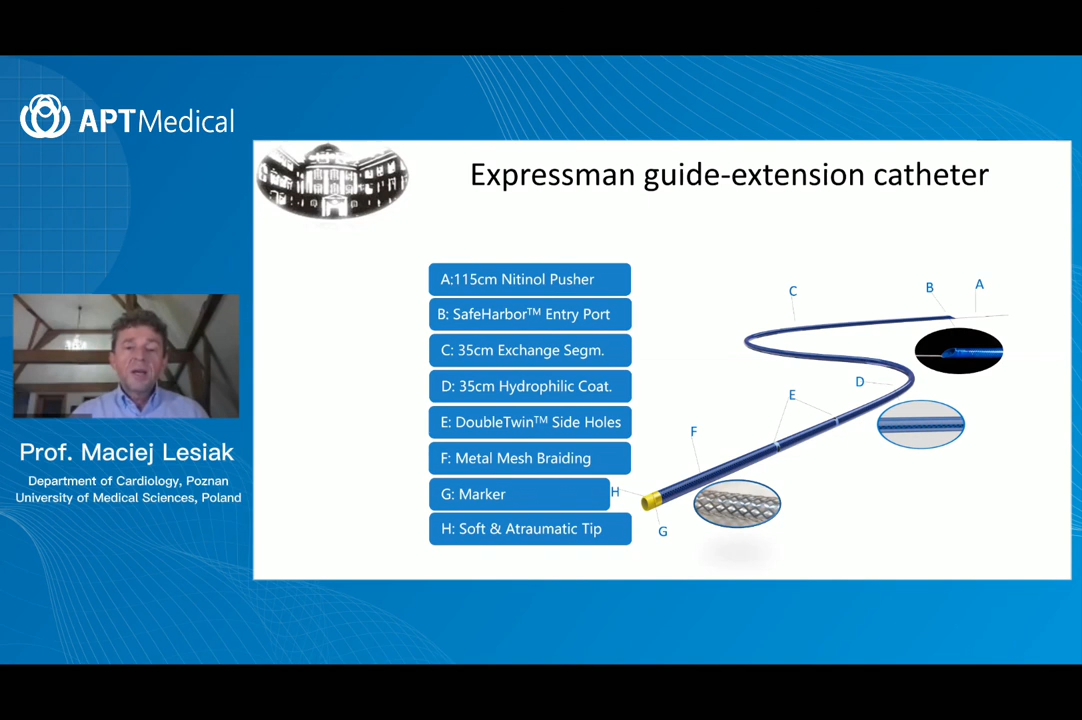 APTMedical
Expressman guide-extension catheter
A:115cm Nitinol Pusher
B: SafeHarbor™ Entry Port
C: 35cm Exchange Segm.
D: 35cm Hydrophilic Coat.
E: DoubleTwin™ Side Holes
F: Metal Mesh Braiding
G: Marker
H: Soft & Atraumatic Tip
A
B
C
D
E
F
H
G
Prof. Maciej Lesiak
Department of Cardiology, Poznan
University of Medical Sciences, Poland